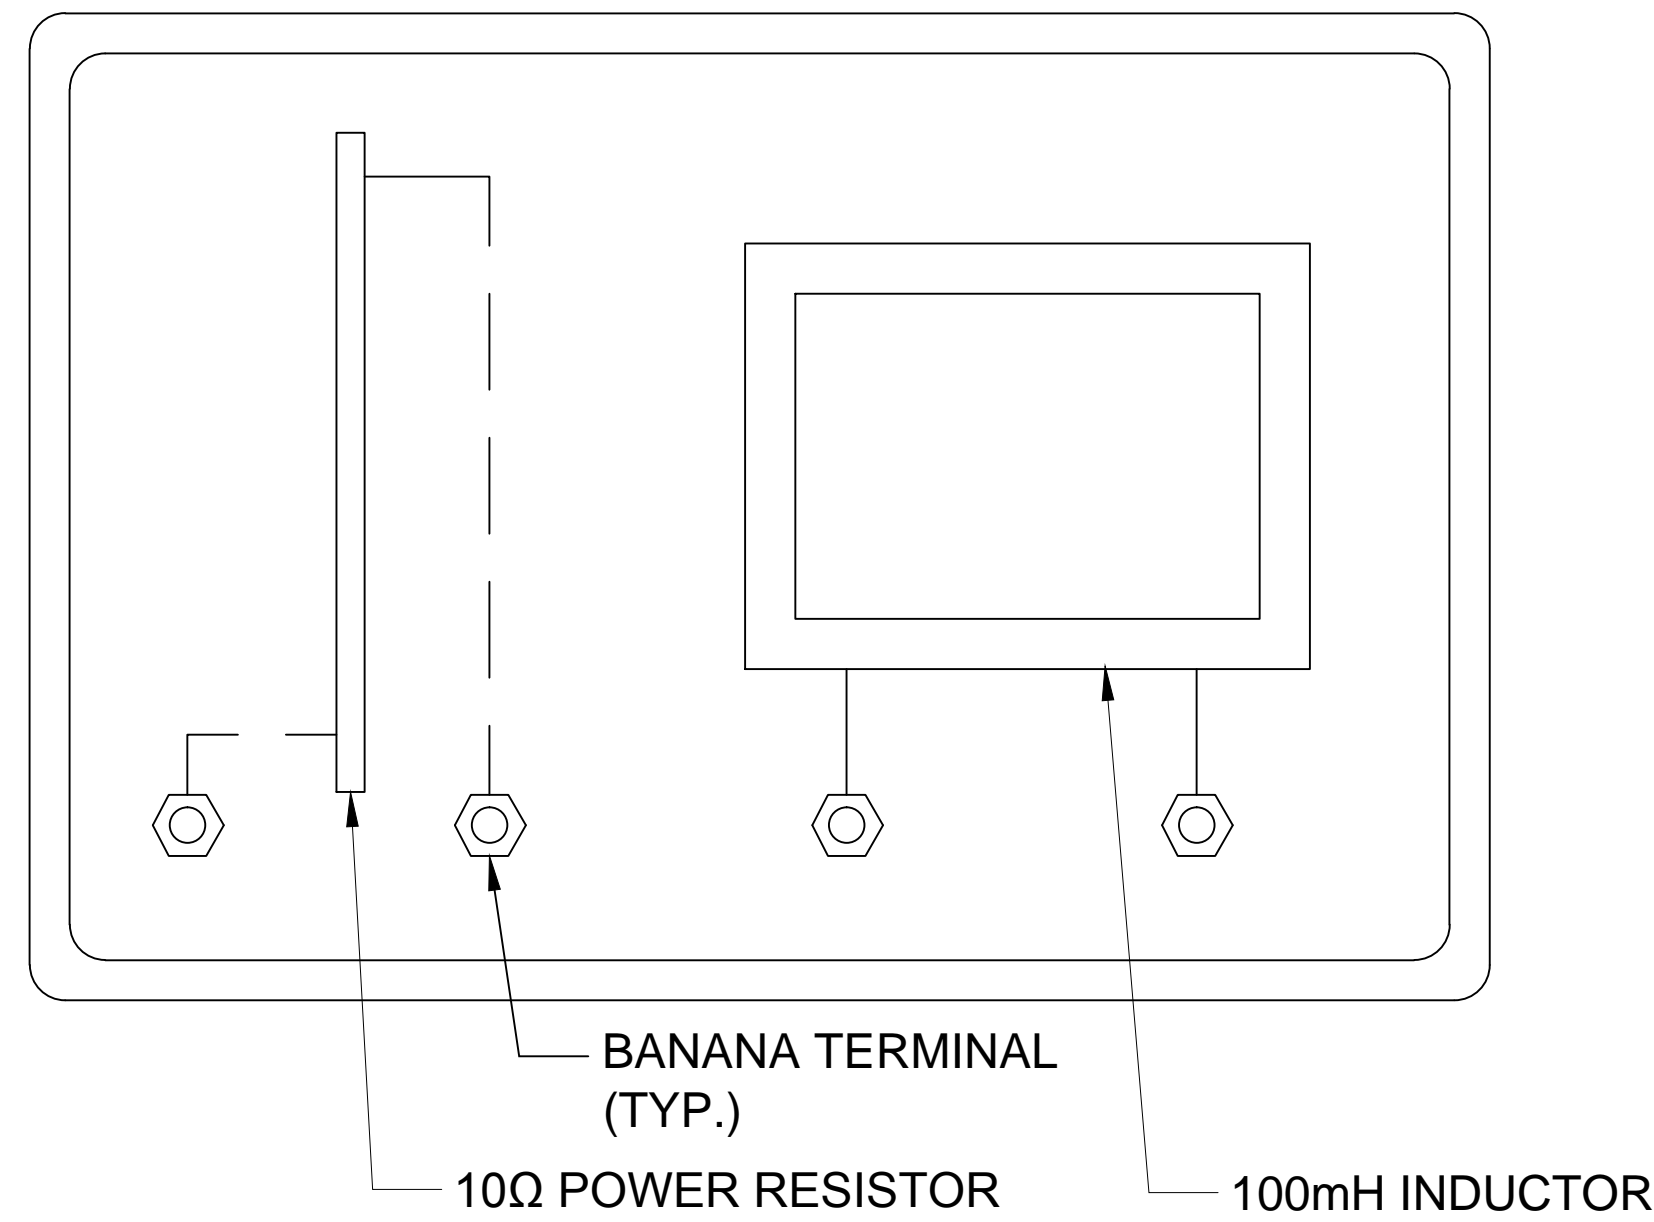 BANANA TERMINAL
(TYP.)
10Ω POWER RESISTOR
100mH INDUCTOR